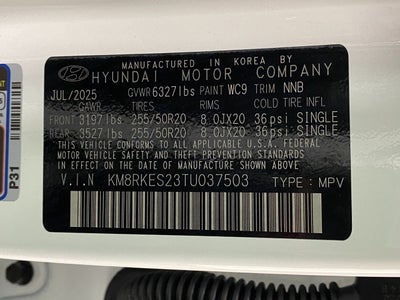 MANUFACTURED IN KOREA BY
HYUNDAI MOTOR COMPANY
JUL/2025 GVWR 6327lbs PAINT WC9 TRIM NNB
GAWR TIRES RIMS COLD TIRE INFL
FRONT 3197lbs 255/50R20 8.0JX20 36psi SINGLE
REAR 3527lbs 255/50R20 8.0JX20 36psi SINGLE
THIS VEHICLE CONFORMS TO ALL APPLICABLE U.S.A. FEDERAL
MOTOR VEHICLE SAFETY AND THEFT PREVENTION STANDARDS
IN EFFECT ON THE DATE OF MANUFACTURE SHOWN ABOVE
V.I.N KM8RKES23TU037503 TYPE : MPV
P31